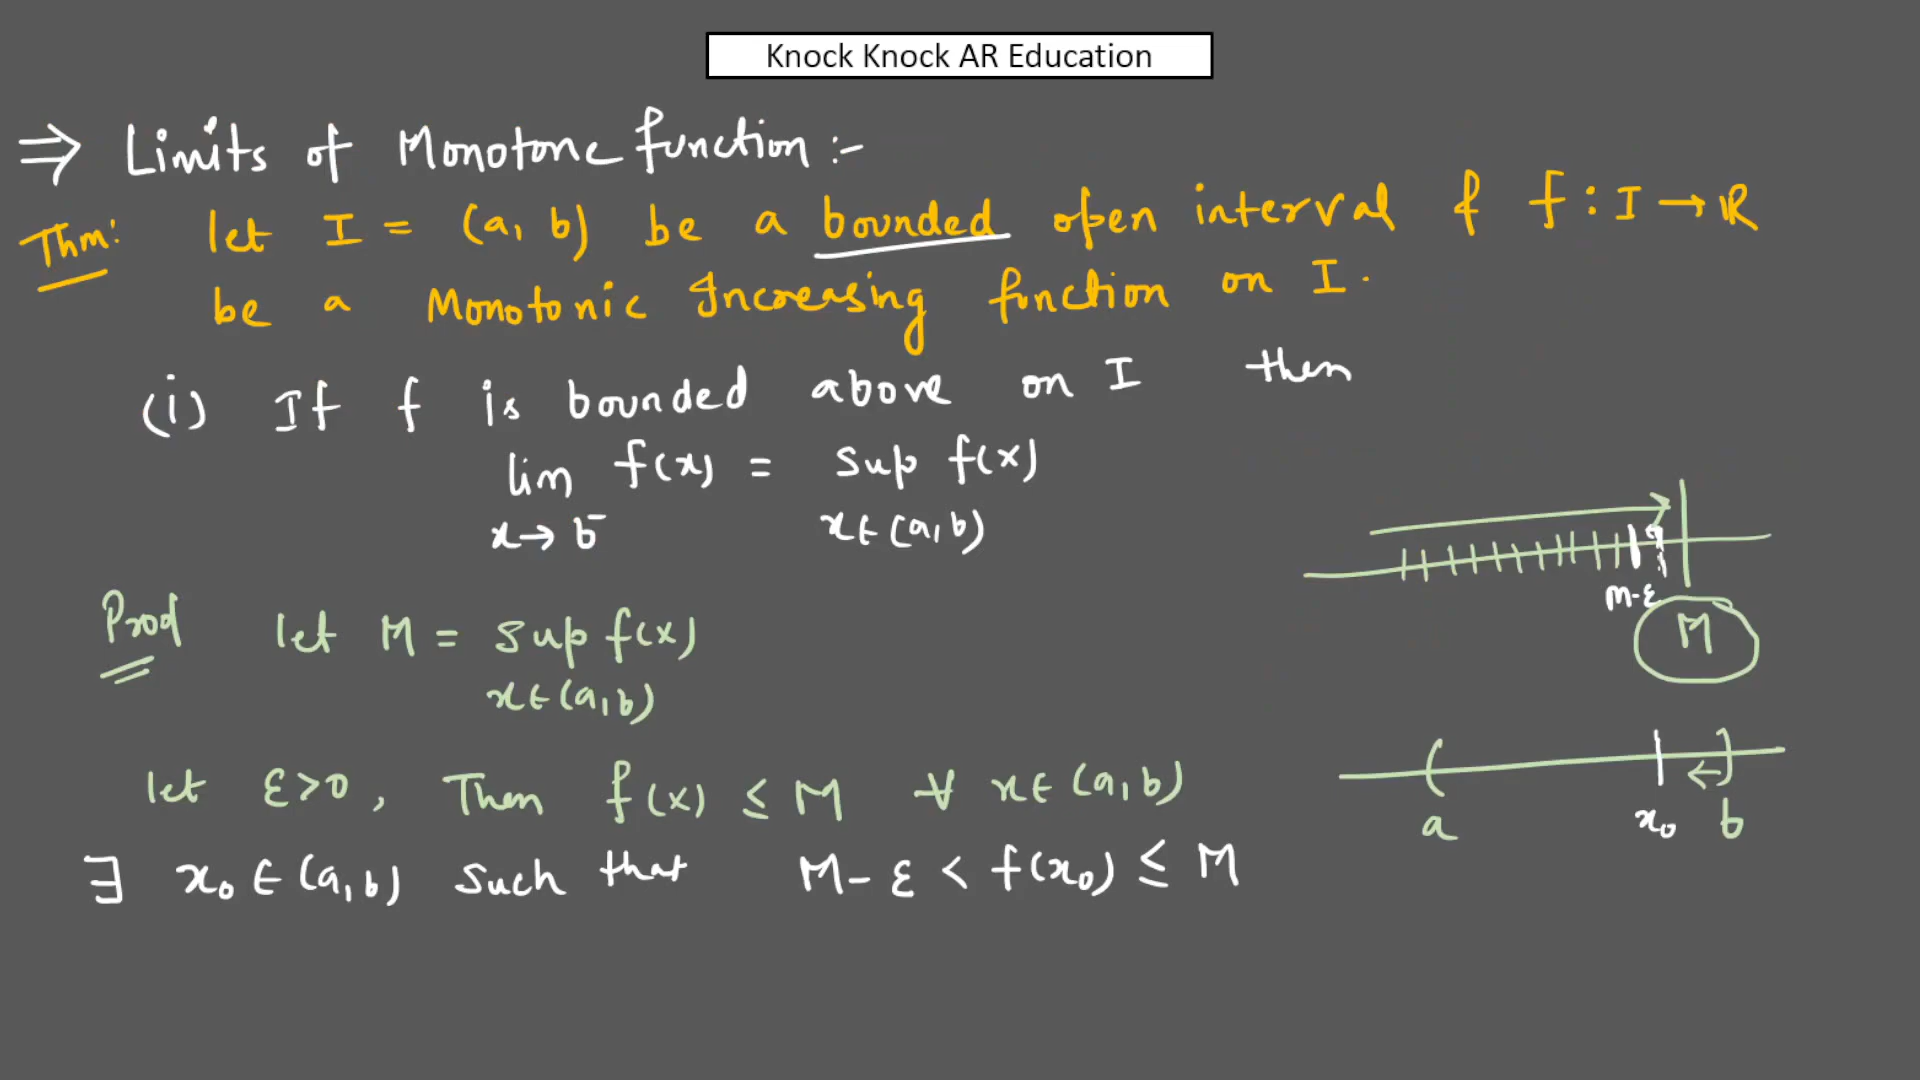 Knock Knock AR Education
⇒ Limits of Monotone function :-
Thm: let I = (a, b) be a bounded open interval & f : I → R
be a Monotonic Increasing function on I.
(i) If f is bounded above on I then
lim f(x) = sup f(x)
x→b⁻ x∈(a,b)
Proof let M = sup f(x)
x∈(a,b)
let ε>0, Then f(x) ≤ M ∀ x∈(a,b)
∃ x₀ ∈ (a,b) such that M-ε < f(x₀) ≤ M
M-ε
M
a x₀ b